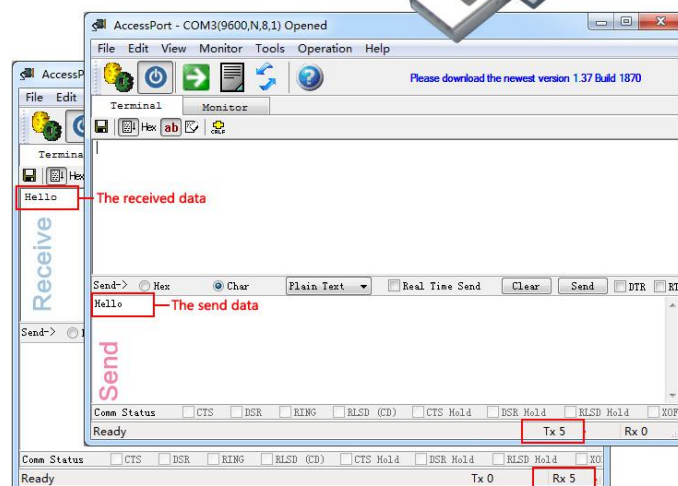 AccessPort - COM3(9600,N,8,1) Opened
File Edit View Monitor Tools Operation Help
Please download the newest version 1.37 Build 1870
Terminal Monitor
Hex ab CRLF
The received data
Send-> Hex Char Plain Text Real Time Send Clear Send DTR RT
Hello
The send data
Send
Comm Status CTS DSR RING RLSD (CD) CTS Hold DSR Hold RLSD Hold XOF
Ready Tx 5 Rx 0
AccessP
File Edit
Termina
Hex
Hello
Receive
Send->
Comm Status CTS DSR RING RLSD (CD) CTS Hold DSR Hold RLSD Hold XO
Ready Tx 0 Rx 5